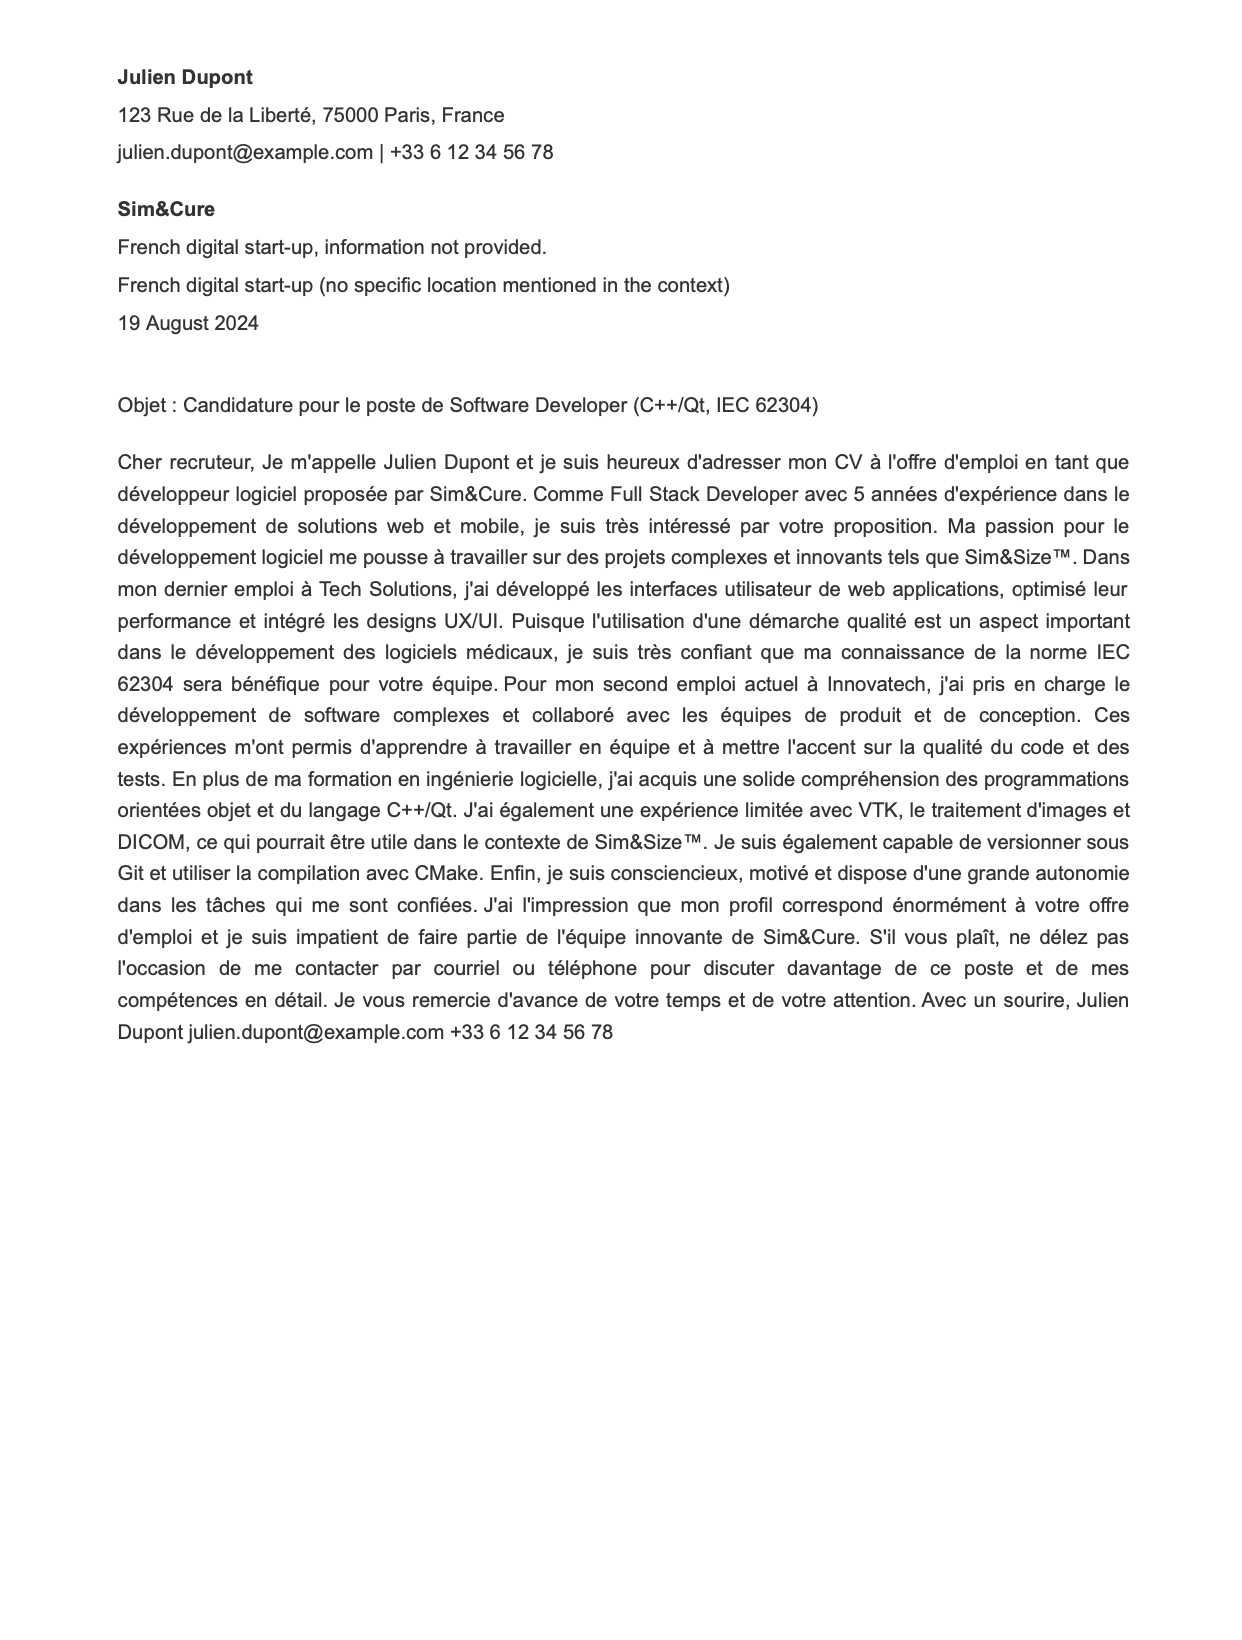 Julien Dupont
123 Rue de la Liberté, 75000 Paris, France
julien.dupont@example.com | +33 6 12 34 56 78
Sim&Cure
French digital start-up, information not provided.
French digital start-up (no specific location mentioned in the context)
19 August 2024
Objet : Candidature pour le poste de Software Developer (C++/Qt, IEC 62304)
Cher recruteur, Je m'appelle Julien Dupont et je suis heureux d'adresser mon CV à l'offre d'emploi en tant que
développeur logiciel proposée par Sim&Cure. Comme Full Stack Developer avec 5 années d'expérience dans le
développement de solutions web et mobile, je suis très intéressé par votre proposition. Ma passion pour le
développement logiciel me pousse à travailler sur des projets complexes et innovants tels que Sim&Size™. Dans
mon dernier emploi à Tech Solutions, j'ai développé les interfaces utilisateur de web applications, optimisé leur
performance et intégré les designs UX/UI. Puisque l'utilisation d'une démarche qualité est un aspect important
dans le développement des logiciels médicaux, je suis très confiant que ma connaissance de la norme IEC
62304 sera bénéfique pour votre équipe. Pour mon second emploi actuel à Innovatech, j'ai pris en charge le
développement de software complexes et collaboré avec les équipes de produit et de conception. Ces
expériences m'ont permis d'apprendre à travailler en équipe et à mettre l'accent sur la qualité du code et des
tests. En plus de ma formation en ingénierie logicielle, j'ai acquis une solide compréhension des programmations
orientées objet et du langage C++/Qt. J'ai également une expérience limitée avec VTK, le traitement d'images et
DICOM, ce qui pourrait être utile dans le contexte de Sim&Size™. Je suis également capable de versionner sous
Git et utiliser la compilation avec CMake. Enfin, je suis consciencieux, motivé et dispose d'une grande autonomie
dans les tâches qui me sont confiées. J'ai l'impression que mon profil correspond énormément à votre offre
d'emploi et je suis impatient de faire partie de l'équipe innovante de Sim&Cure. S'il vous plaît, ne délez pas
l'occasion de me contacter par courriel ou téléphone pour discuter davantage de ce poste et de mes
compétences en détail. Je vous remercie d'avance de votre temps et de votre attention. Avec un sourire, Julien
Dupont julien.dupont@example.com +33 6 12 34 56 78